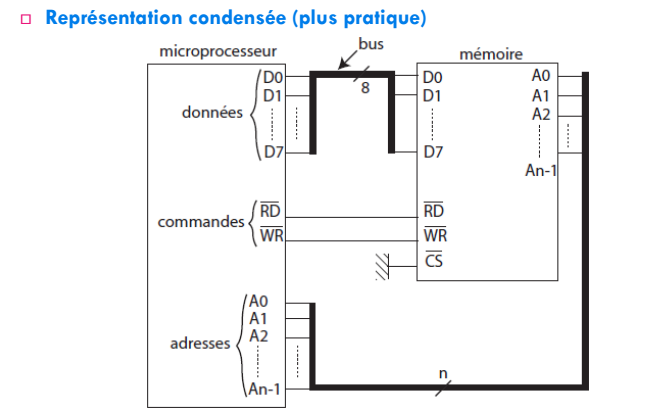 Représentation condensée (plus pratique)
microprocesseur
bus
mémoire
données
D0
D1
D7
8
D0
D1
D7
A0
A1
A2
An-1
commandes
RD
WR
RD
WR
CS
adresses
A0
A1
A2
An-1
n